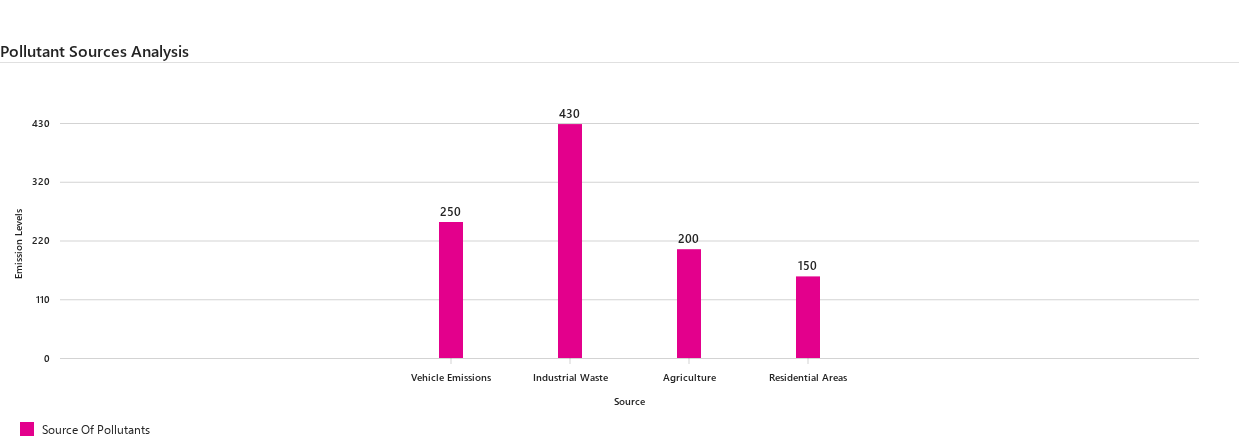 Pollutant Sources Analysis
430
430
320
250
220
200
150
110
0
Emission Levels
Vehicle Emissions
Industrial Waste
Agriculture
Residential Areas
Source
Source Of Pollutants